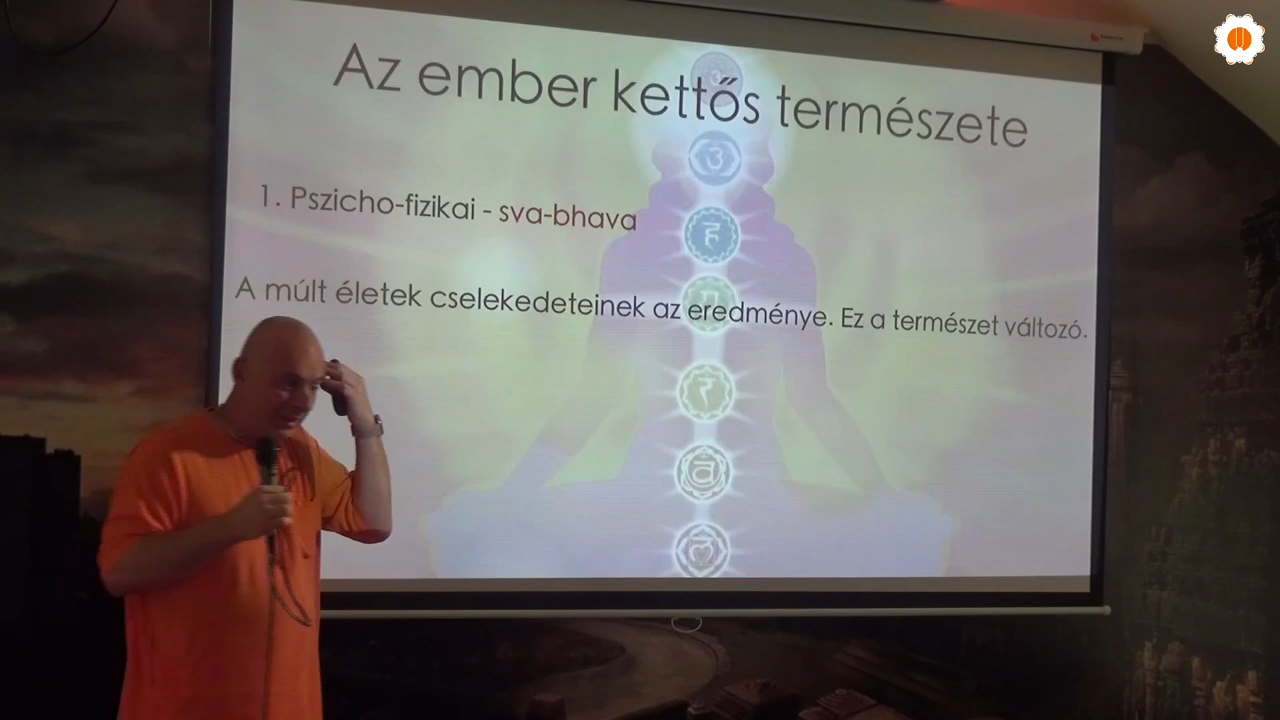 Az ember kettős természete
1. Pszicho-fizikai - sva-bhava
A múlt életek cselekedeteinek az eredménye. Ez a természet változó.